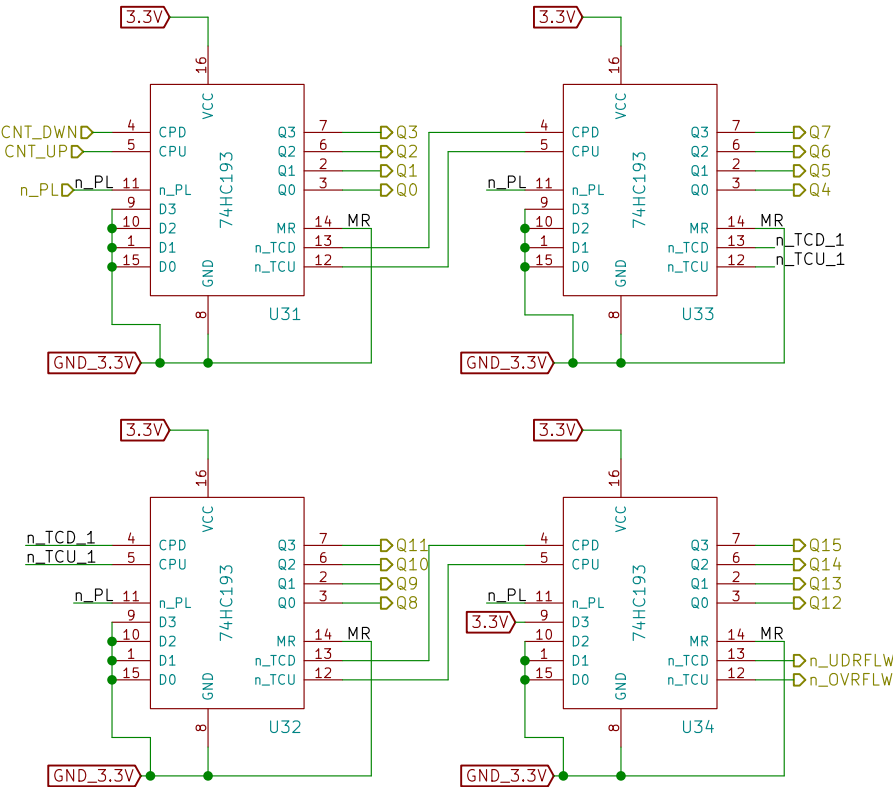 3.3V
16
VCC
CNT_DWN 4 CPD Q3 7 Q3
CNT_UP 5 CPU Q2 6 Q2
Q1 2 Q1
n_PL n_PL 11 n_PL Q0 3 Q0
9 D3
10 D2 MR 14 MR
1 D1 n_TCD 13
15 D0 n_TCU 12
74HC193
GND
8
U31
GND_3.3V
3.3V
16
VCC
4 CPD Q3 7 Q7
5 CPU Q2 6 Q6
Q1 2 Q5
n_PL 11 n_PL Q0 3 Q4
9 D3
10 D2 MR 14 MR
1 D1 n_TCD 13 n_TCD_1
15 D0 n_TCU 12 n_TCU_1
74HC193
GND
8
U33
GND_3.3V
3.3V
16
VCC
n_TCD_1 4 CPD Q3 7 Q11
n_TCU_1 5 CPU Q2 6 Q10
Q1 2 Q9
n_PL 11 n_PL Q0 3 Q8
9 D3
10 D2 MR 14 MR
1 D1 n_TCD 13
15 D0 n_TCU 12
74HC193
GND
8
U32
GND_3.3V
3.3V
16
VCC
4 CPD Q3 7 Q15
5 CPU Q2 6 Q14
Q1 2 Q13
n_PL 11 n_PL Q0 3 Q12
3.3V 9 D3
10 D2 MR 14 MR
1 D1 n_TCD 13 n_UDRFLW
15 D0 n_TCU 12 n_OVRFLW
74HC193
GND
8
U34
GND_3.3V